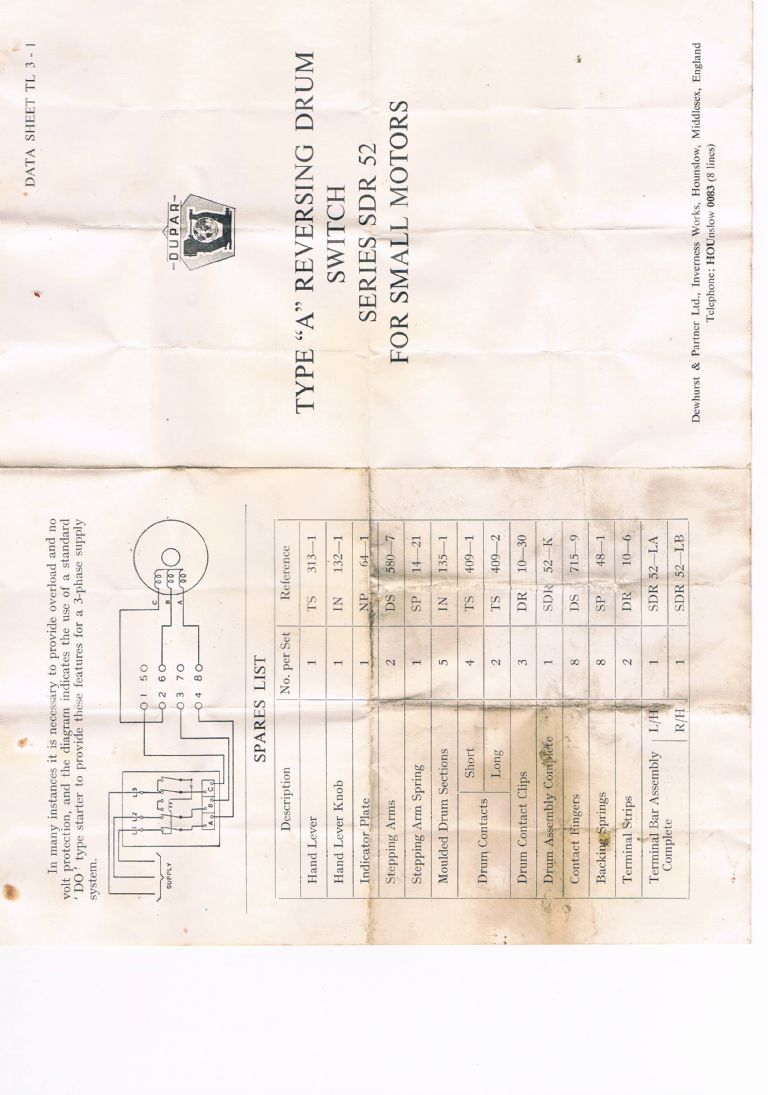 In many instances it is necessary to provide overload and no
volt protection, and the diagram indicates the use of a standard
‘ DO ’ type starter to provide these features for a 3-phase supply
system.
L1 L2 L3
SUPPLY
A B C
1 5
2 6
3 7
4 8
C
B
A
SPARES LIST
Description No. per Set Reference
Hand Lever 1 TS 313—1
Hand Lever Knob 1 IN 132—1
Indicator Plate 1 NP 64—1
Stepping Arms 2 DS 580—7
Stepping Arm Spring 1 SP 14—21
Moulded Drum Sections 5 IN 135—1
Drum Contacts Short 4 TS 409—1
Long 2 TS 409—2
Drum Contact Clips 3 DR 10—30
Drum Assembly Complete 1 SDR 52—K
Contact Fingers 8 DS 715—9
Backing Springs 8 SP 48—1
Terminal Strips 2 DR 10—6
Terminal Bar Assembly L/H 1 SDR 52—LA
Complete R/H 1 SDR 52—LB
DATA SHEET TL 3 - 1
DUPAR
TYPE “A” REVERSING DRUM
SWITCH
SERIES SDR 52
FOR SMALL MOTORS
Dewhurst & Partner Ltd., Inverness Works, Hounslow, Middlesex, England
Telephone: HOUnslow 0083 (8 lines)